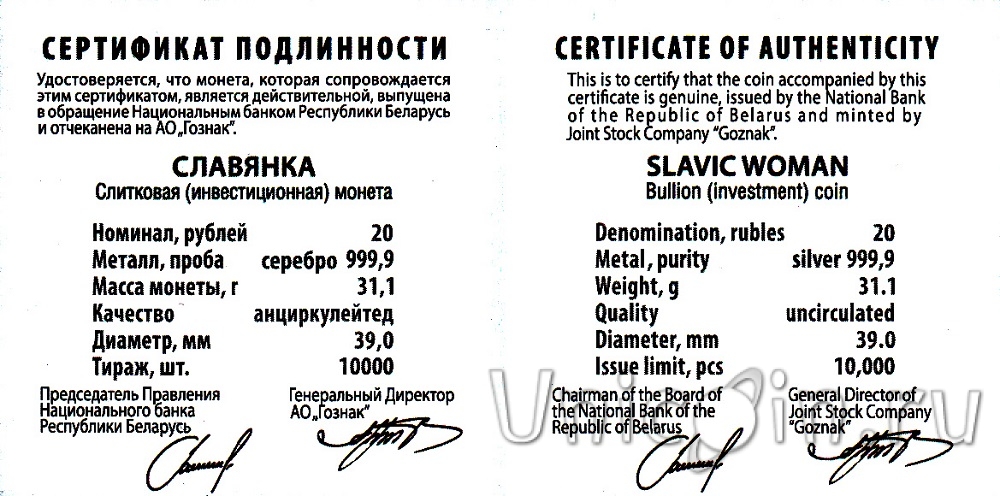 СЕРТИФИКАТ ПОДЛИННОСТИ
Удостоверяется, что монета, которая сопровождается
этим сертификатом, является действительной, выпущена
в обращение Национальным банком Республики Беларусь
и отчеканена на АО „Гознак".
СЛАВЯНКА
Слитковая (инвестиционная) монета
Номинал, рублей 20
Металл, проба серебро 999,9
Масса монеты, г 31,1
Качество анциркулейтед
Диаметр, мм 39,0
Тираж, шт. 10000
Председатель Правления
Национального банка
Республики Беларусь
Генеральный Директор
АО „Гознак"
CERTIFICATE OF AUTHENTICITY
This is to certify that the coin accompanied by this
certificate is genuine, issued by the National Bank
of the Republic of Belarus and minted by
Joint Stock Company "Goznak".
SLAVIC WOMAN
Bullion (investment) coin
Denomination, rubles 20
Metal, purity silver 999,9
Weight, g 31.1
Quality uncirculated
Diameter, mm 39.0
Issue limit, pcs 10,000
Chairman of the Board of
the National Bank of the
Republic of Belarus
General Director of
Joint Stock Company
"Goznak"
UniCoin.ru